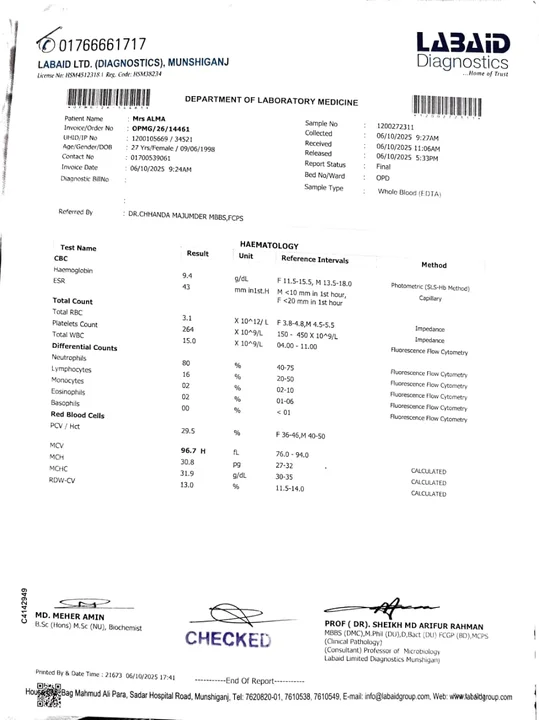 01766661717
LABAID LTD. (DIAGNOSTICS), MUNSHIGANJ
License No: HSM4512318 \ Reg. Code: HSM38234
LABAID
Diagnostics
...Home of Trust
DEPARTMENT OF LABORATORY MEDICINE
Patient Name : Mrs ALMA
Invoice/Order No : OPMG/26/14461
UHID/IP No : 1200105669 / 34521
Age/Gender/DOB : 27 Yrs/Female / 09/06/1998
Contact No : 01700539061
Invoice Date : 06/10/2025 9:24AM
Diagnostic BillNo :
Referred By : DR.CHHANDA MAJUMDER MBBS,FCPS
Sample No : 1200272311
Collected : 06/10/2025 9:27AM
Received : 06/10/2025 11:06AM
Released : 06/10/2025 5:33PM
Report Status : Final
Bed No/Ward : OPD
Sample Type : Whole Blood (EDTA)
HAEMATOLOGY
Test Name Result Unit Reference Intervals Method
CBC
Haemoglobin 9.4 g/dL F 11.5-15.5, M 13.5-18.0 Photometric (SLS-Hb Method)
ESR 43 mm in1st.H M <10 mm in 1st hour, Capillary
F <20 mm in 1st hour
Total Count
Total RBC 3.1 X 10^12/ L F 3.8-4.8,M 4.5-5.5 Impedance
Platelets Count 264 X 10^9/L 150 - 450 X 10^9/L Impedance
Total WBC 15.0 X 10^9/L 04.00 - 11.00 Fluorescence Flow Cytometry
Differential Counts
Neutrophils 80 % 40-75 Fluorescence Flow Cytometry
Lymphocytes 16 % 20-50 Fluorescence Flow Cytometry
Monocytes 02 % 02-10 Fluorescence Flow Cytometry
Eosinophils 02 % 01-06 Fluorescence Flow Cytometry
Basophils 00 % < 01 Fluorescence Flow Cytometry
Red Blood Cells
PCV / Hct 29.5 % F 36-46,M 40-50
MCV 96.7 H fL 76.0 - 94.0
MCH 30.8 pg 27-32 CALCULATED
MCHC 31.9 g/dL 30-35 CALCULATED
RDW-CV 13.0 % 11.5-14.0 CALCULATED
C4142949
MD. MEHER AMIN
B.Sc (Hons) M.Sc (NU), Biochemist
CHECKED
PROF ( DR). SHEIKH MD ARIFUR RAHMAN
MBBS (DMC),M.Phil (DU),D.Bact (DU) FCGP (BD),MCPS
(Clinical Pathology)
(Consultant) Professor of Microbiology
Labaid Limited Diagnostics Munshiganj
Printed By & Date Time : 21673 06/10/2025 17:41
-----------End Of Report-----------
Bag Mahmud Ali Para, Sadar Hospital Road, Munshiganj, Tel: 7620820-01, 7610538, 7610549, E-mail: info@labaidgroup.com, Web: www.labaidgroup.com